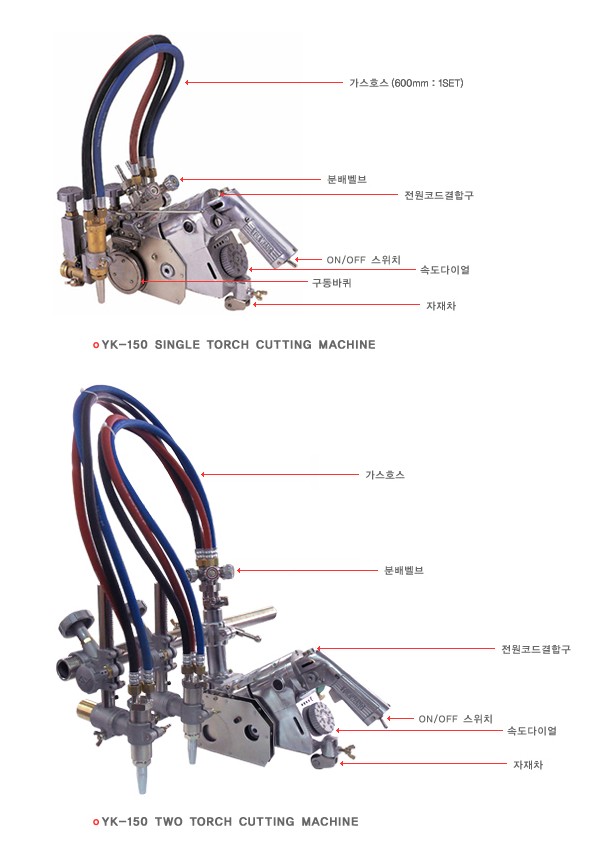 가스호스 (600mm : 1SET)
분배벨브
전원코드결합구
ON/OFF 스위치
속도다이얼
구동바퀴
자재차
YK-150 SINGLE TORCH CUTTING MACHINE
가스호스
분배벨브
전원코드결합구
ON/OFF 스위치
속도다이얼
자재차
YK-150 TWO TORCH CUTTING MACHINE